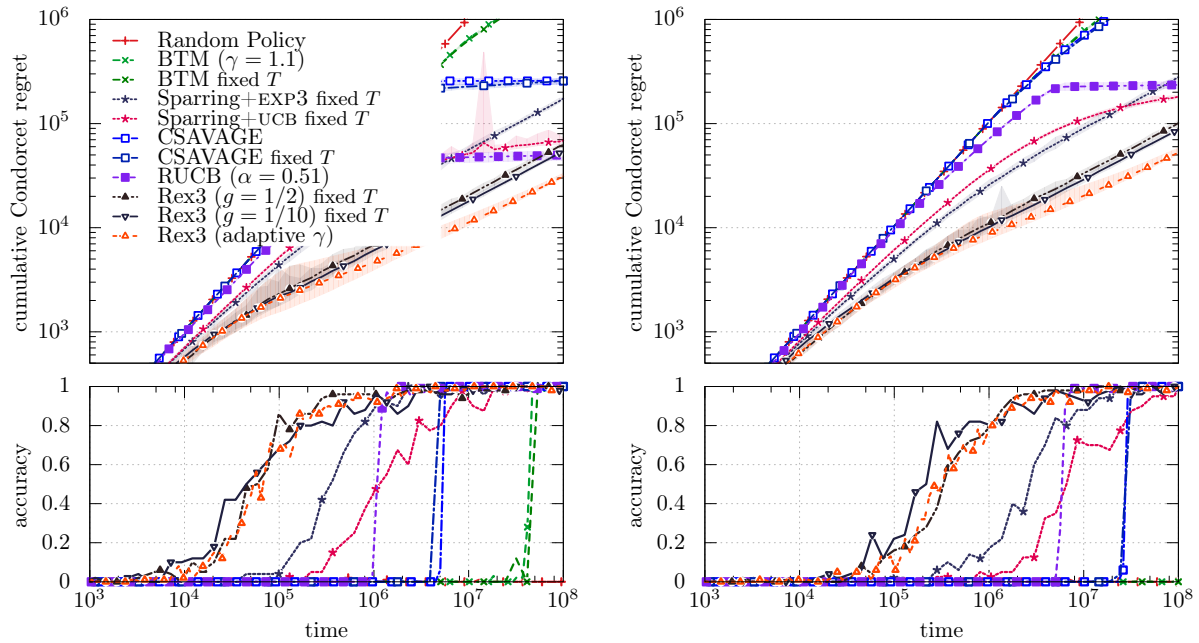 10^6
10^5
10^4
10^3
cumulative Condorcet regret
Random Policy
BTM (γ = 1.1)
BTM fixed T
Sparring+EXP3 fixed T
Sparring+UCB fixed T
CSAVAGE
CSAVAGE fixed T
RUCB (α = 0.51)
Rex3 (g = 1/2) fixed T
Rex3 (g = 1/10) fixed T
Rex3 (adaptive γ)
1
0.8
0.6
0.4
0.2
0
accuracy
10^3 10^4 10^5 10^6 10^7 10^8
time
10^6
10^5
10^4
10^3
cumulative Condorcet regret
1
0.8
0.6
0.4
0.2
0
accuracy
10^3 10^4 10^5 10^6 10^7 10^8
time